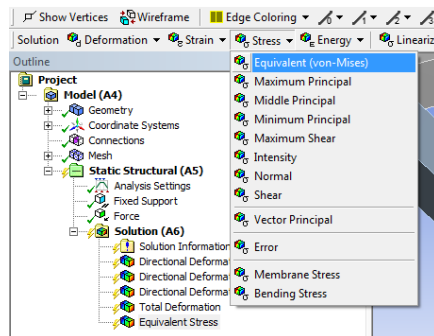 Show Vertices Wireframe Edge Coloring
Solution Deformation Strain Stress Energy Lineariz
Outline
Project
Model (A4)
Geometry
Coordinate Systems
Connections
Mesh
Static Structural (A5)
Analysis Settings
Fixed Support
Force
Solution (A6)
Solution Information
Directional Deforma
Directional Deforma
Directional Deforma
Total Deformation
Equivalent Stress
Equivalent (von-Mises)
Maximum Principal
Middle Principal
Minimum Principal
Maximum Shear
Intensity
Normal
Shear
Vector Principal
Error
Membrane Stress
Bending Stress